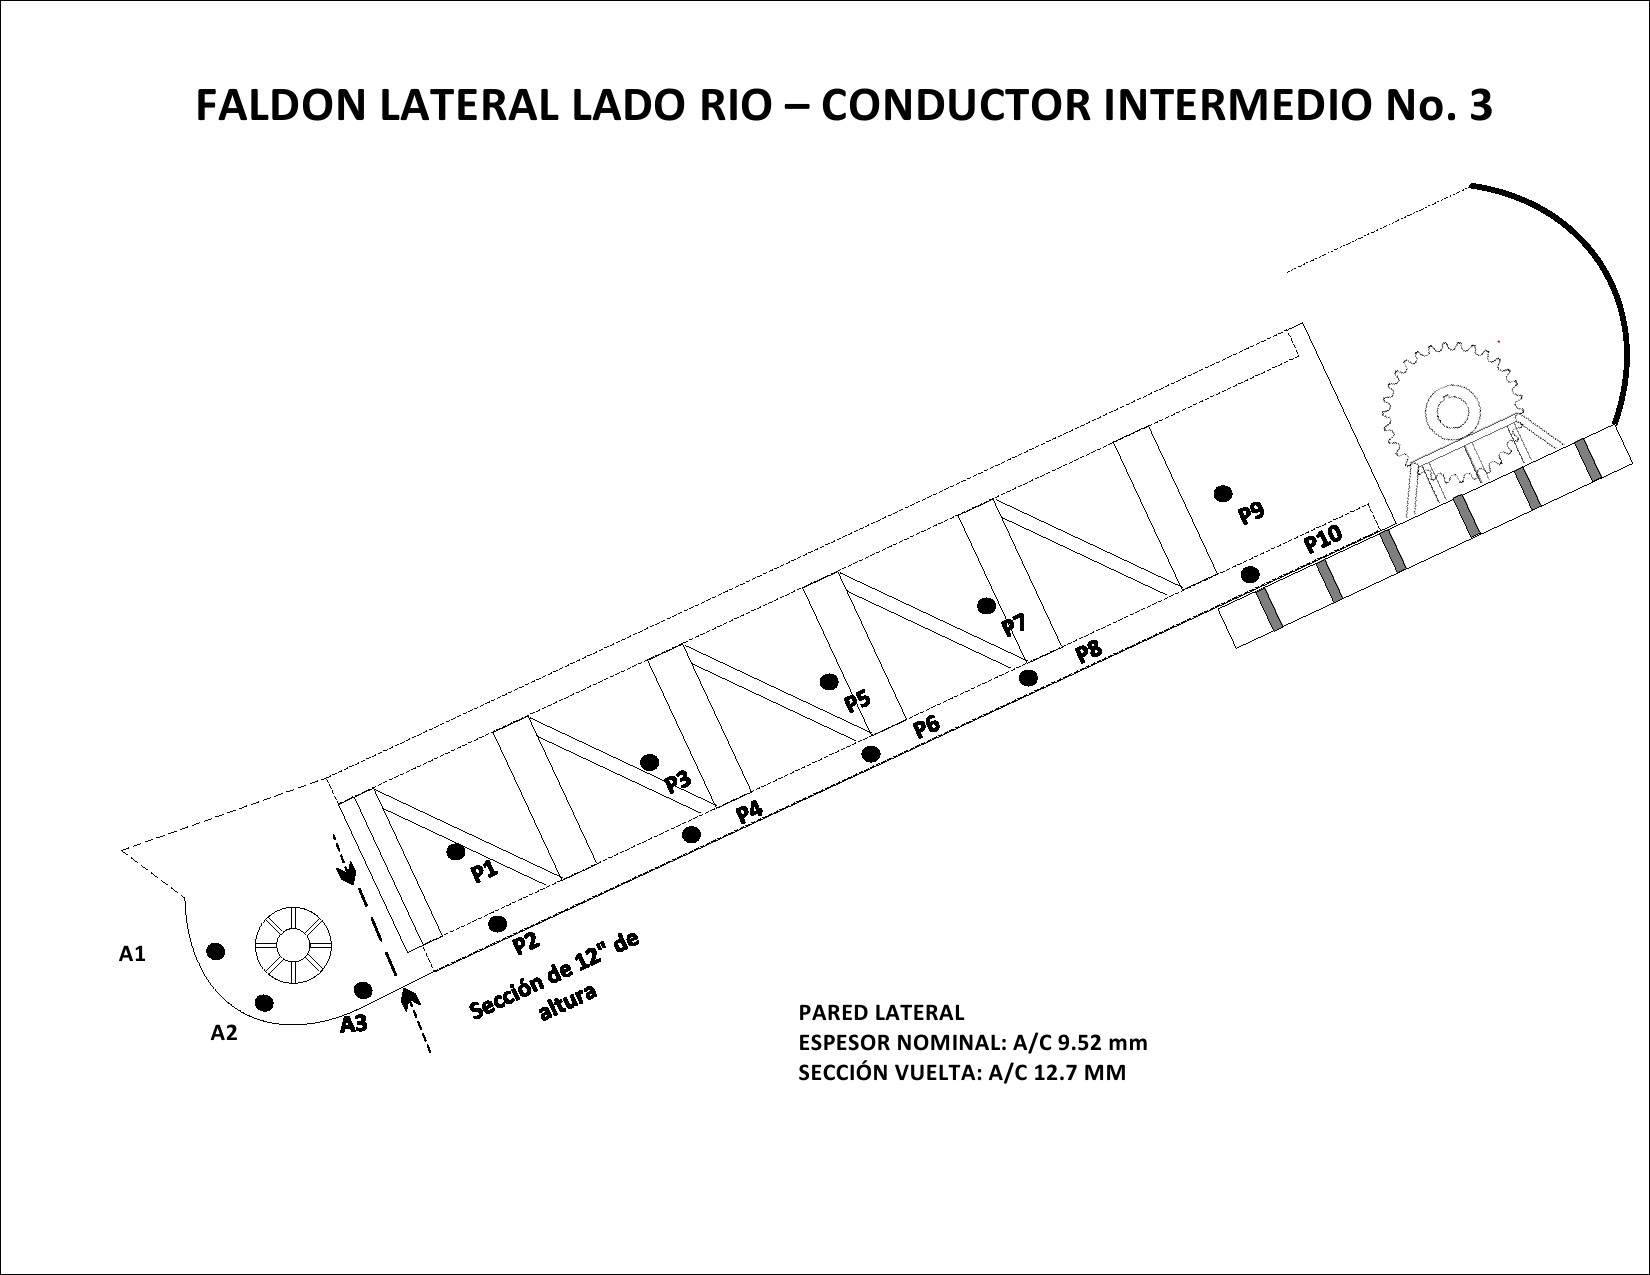 FALDON LATERAL LADO RIO – CONDUCTOR INTERMEDIO No. 3
P9
P10
P7
P8
P5
P6
P3
P4
P1
P2
A1
A2
A3
Sección de 12" de
altura
PARED LATERAL
ESPESOR NOMINAL: A/C 9.52 mm
SECCIÓN VUELTA: A/C 12.7 MM